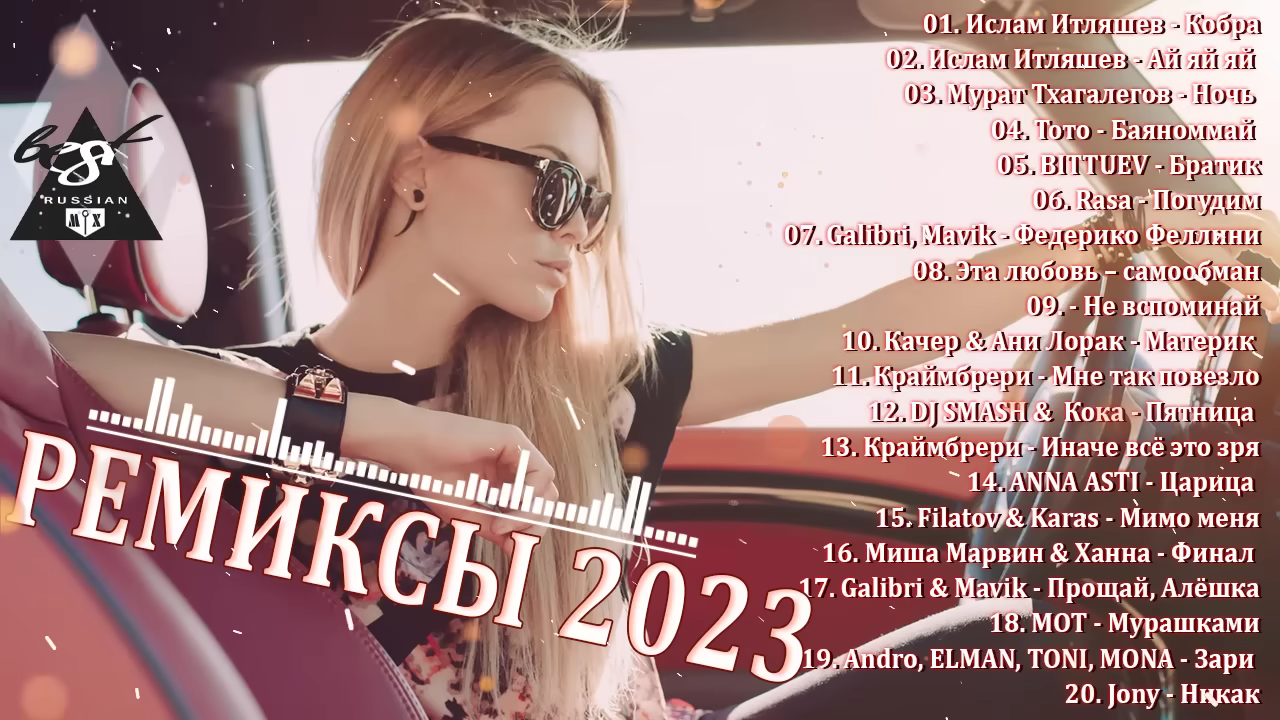 best
RUSSIAN
MIX
РЕМИКСЫ 2023
01. Ислам Итляшев - Кобра
02. Ислам Итляшев - Ай яй яй
03. Мурат Тхагалегов - Ночь
04. Тото - Баяноммай
05. BITTUEV - Братик
06. Rasa - Погудим
07. Galibri, Mavik - Федерико Феллини
08. Эта любовь – самообман
09. - Не вспоминай
10. Качер & Ани Лорак - Материк
11. Краймбрери - Мне так повезло
12. DJ SMASH & Кока - Пятница
13. Краймбрери - Иначе всё это зря
14. ANNA ASTI - Царица
15. Filatov & Karas - Мимо меня
16. Миша Марвин & Ханна - Финал
17. Galibri & Mavik - Прощай, Алёшка
18. МОТ - Мурашками
19. Andro, ELMAN, TONI, MONA - Зари
20. Jony - Никак